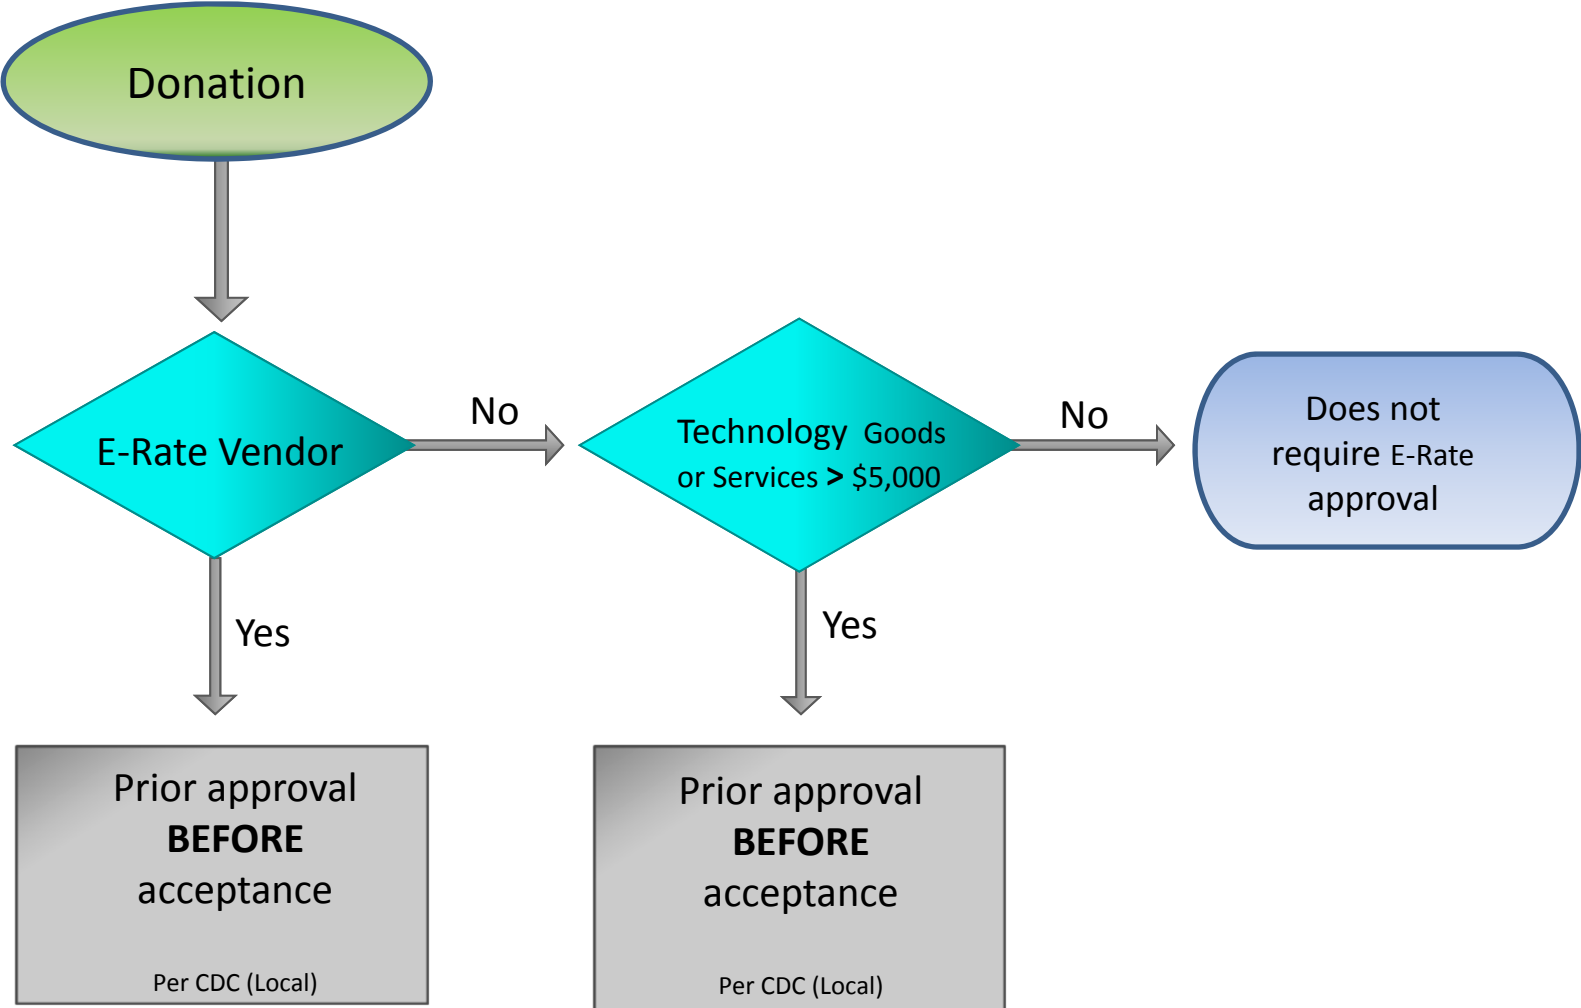 Donation
E-Rate Vendor
No
Technology Goods
or Services > $5,000
No
Does not
require E-Rate
approval
Yes
Yes
Prior approval
BEFORE
acceptance
Per CDC (Local)
Prior approval
BEFORE
acceptance
Per CDC (Local)